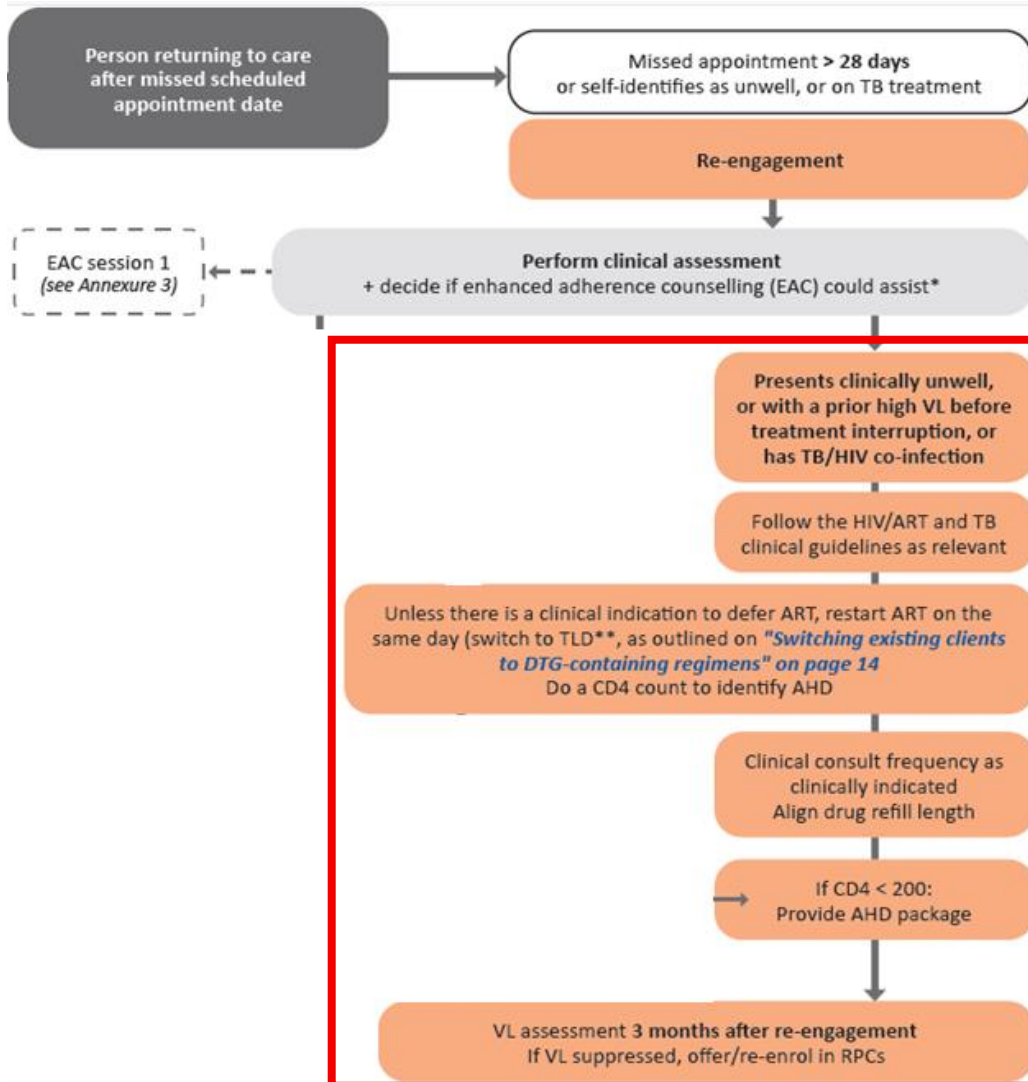 Person returning to care
after missed scheduled
appointment date
Missed appointment > 28 days
or self-identifies as unwell, or on TB treatment
Re-engagement
EAC session 1
(see Annexure 3)
Perform clinical assessment
+ decide if enhanced adherence counselling (EAC) could assist*
Presents clinically unwell,
or with a prior high VL before
treatment interruption, or
has TB/HIV co-infection
Follow the HIV/ART and TB
clinical guidelines as relevant
Unless there is a clinical indication to defer ART, restart ART on the
same day (switch to TLD**, as outlined on "Switching existing clients
to DTG-containing regimens" on page 14
Do a CD4 count to identify AHD
Clinical consult frequency as
clinically indicated
Align drug refill length
If CD4 < 200:
Provide AHD package
VL assessment 3 months after re-engagement
If VL suppressed, offer/re-enrol in RPCs